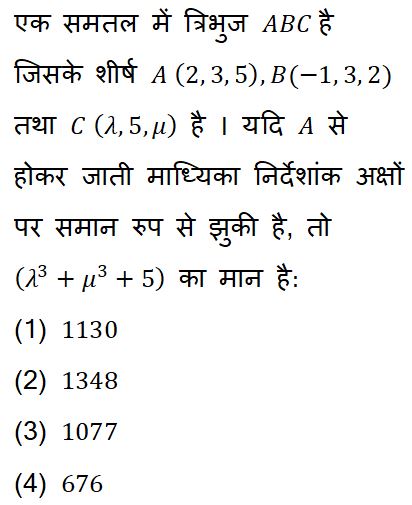 एक समतल में त्रिभुज ABC है
जिसके शीर्ष A (2, 3, 5), B(−1, 3, 2)
तथा C (λ, 5, μ) है । यदि A से
होकर जाती माध्यिका निर्देशांक अक्षों
पर समान रुप से झुकी है, तो
(λ³ + μ³ + 5) का मान है:
(1) 1130
(2) 1348
(3) 1077
(4) 676